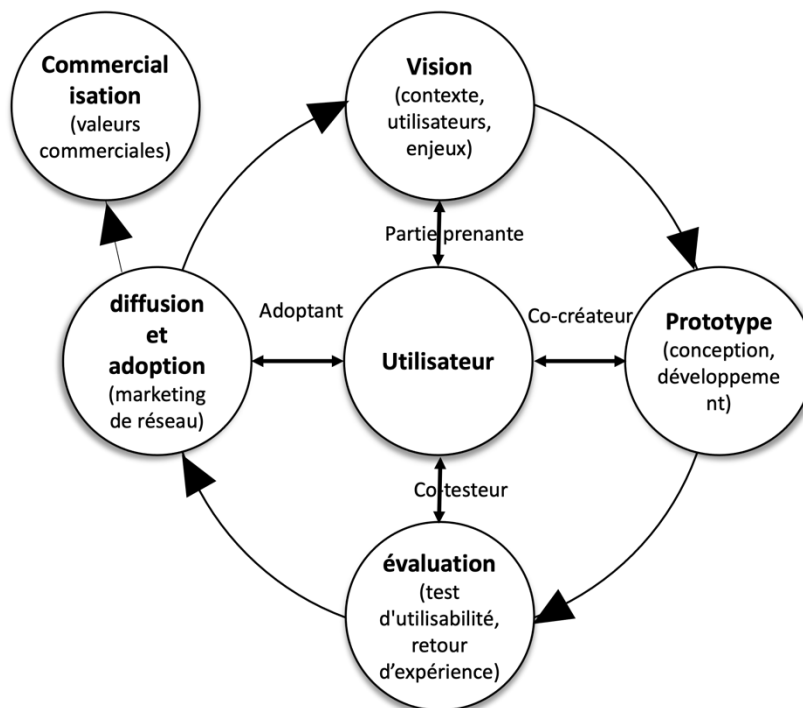 Commercial
isation
(valeurs
commerciales)
Vision
(contexte,
utilisateurs,
enjeux)
Partie prenante
diffusion
et
adoption
(marketing
de réseau)
Adoptant
Utilisateur
Co-créateur
Prototype
(conception,
développeme
nt)
Co-testeur
évaluation
(test
d'utilisabilité,
retour
d’expérience)